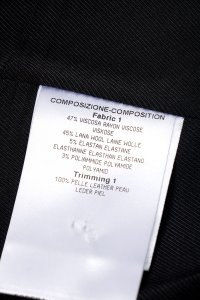 COMPOSIZIONE-COMPOSITION
Fabric 1
47% VISCOSA RAYON VISCOSE
VISKOSE
45% LANA WOOL LAINE WOLLE
5% ELASTAN ELASTANE
ELASTHANNE ELASTHAN ELASTANO
3% POLIAMMIDE POLYAMIDE
POLYAMID
Trimming 1
100% PELLE LEATHER PEAU
LEDER PIEL